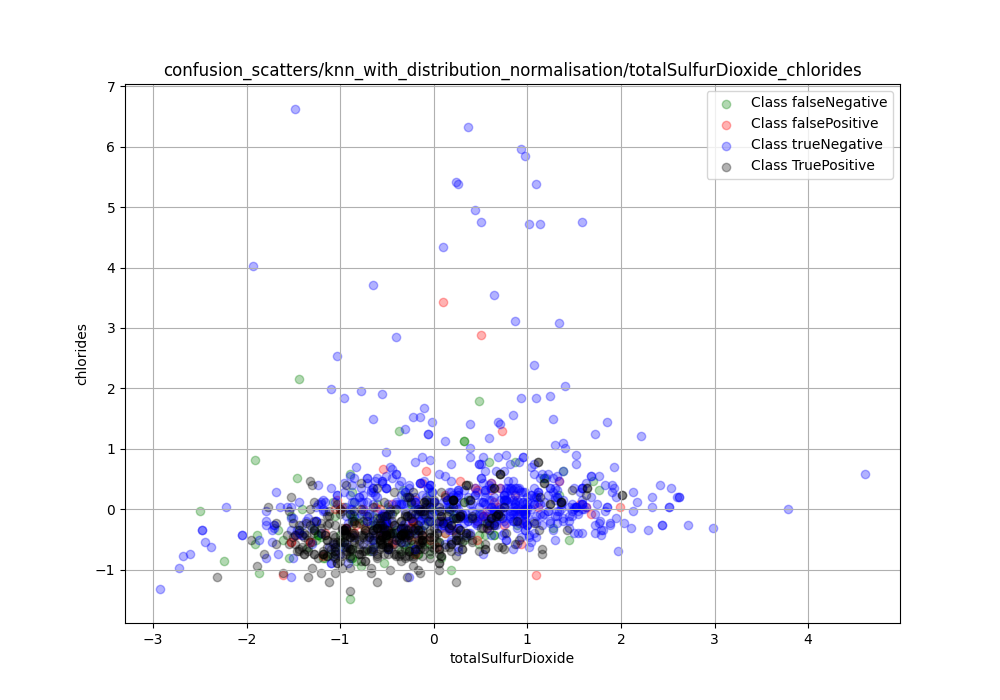 confusion_scatters/knn_with_distribution_normalisation/totalSulfurDioxide_chlorides
Class falseNegative
Class falsePositive
Class trueNegative
Class TruePositive
7
6
5
4
3
2
1
0
−1
chlorides
−3 −2 −1 0 1 2 3 4
totalSulfurDioxide